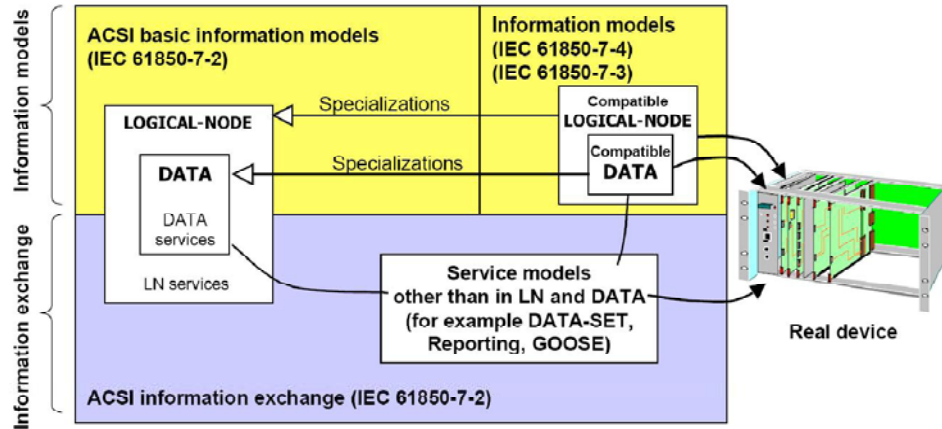 Information models
ACSI basic information models
(IEC 61850-7-2)
Information models
(IEC 61850-7-4)
(IEC 61850-7-3)
Specializations
Compatible
LOGICAL-NODE
LOGICAL-NODE
Specializations
Compatible
DATA
DATA
DATA
services
LN services
Information exchange
Service models
other than in LN and DATA
(for example DATA-SET,
Reporting, GOOSE)
Real device
ACSI information exchange (IEC 61850-7-2)